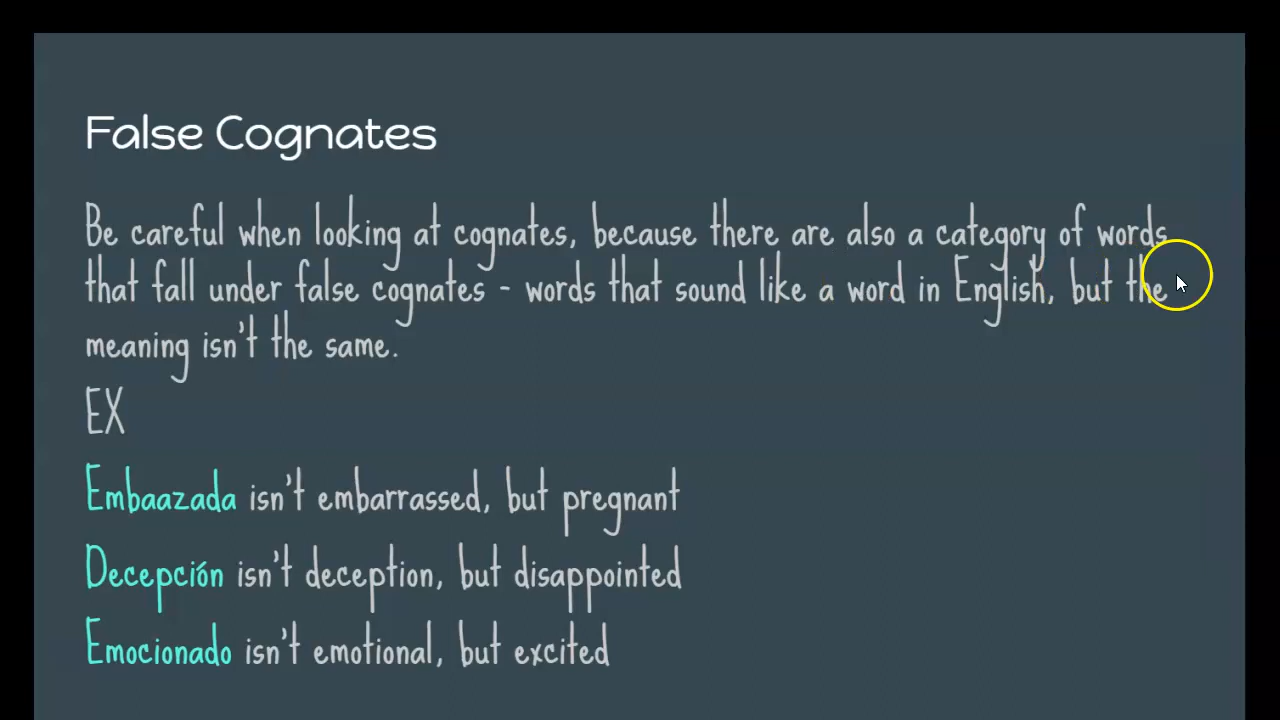 False Cognates
Be careful when looking at cognates, because there are also a category of words
that fall under false cognates - words that sound like a word in English, but the
meaning isn't the same.
EX
Embaazada isn't embarrassed, but pregnant
Decepción isn't deception, but disappointed
Emocionado isn't emotional, but excited